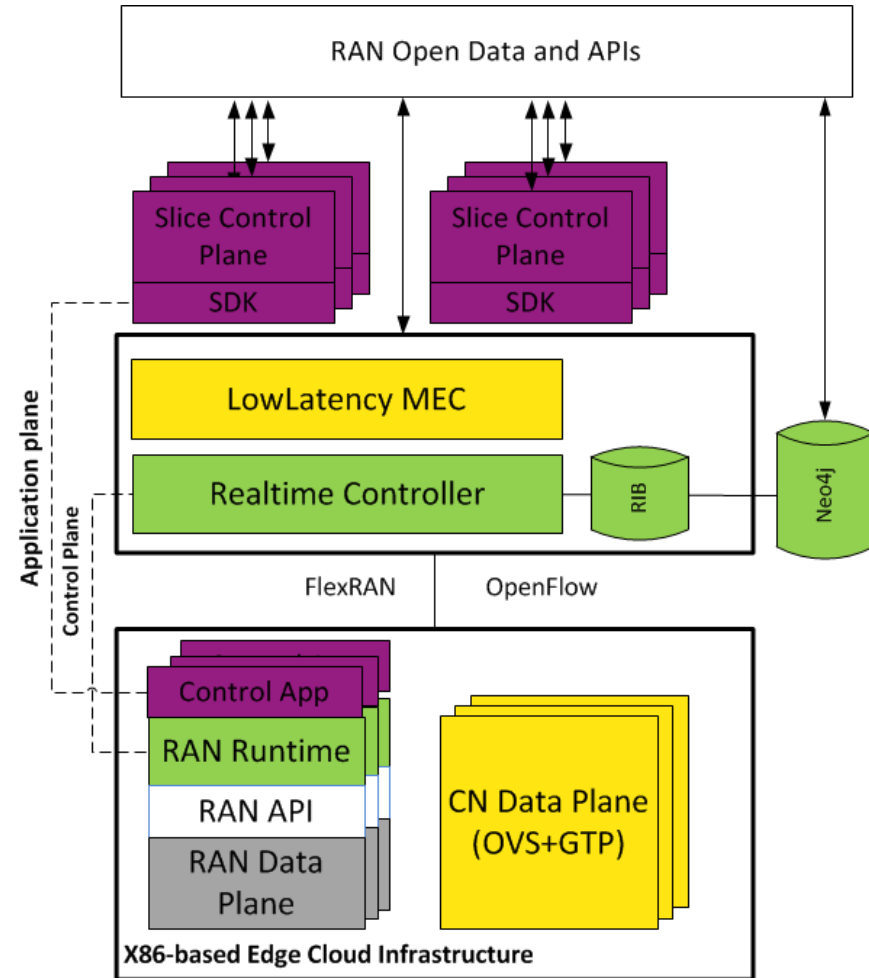 RAN Open Data and APIs
Slice Control
Plane
SDK
Slice Control
Plane
SDK
LowLatency MEC
Realtime Controller
RIB
Neo4j
Application plane
Control Plane
FlexRAN
OpenFlow
Control App
RAN Runtime
RAN API
RAN Data
Plane
CN Data Plane
(OVS+GTP)
X86-based Edge Cloud Infrastructure